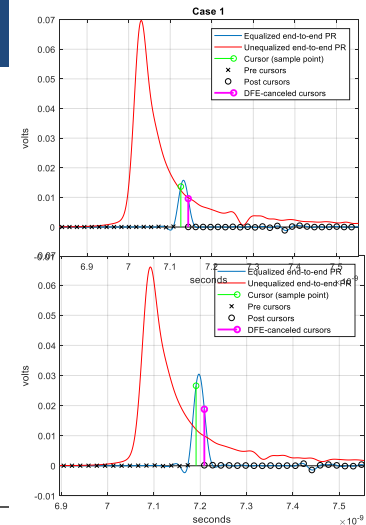 Case 1
0.07
Equalized end-to-end PR
Unequalized end-to-end PR
0.06
Cursor (sample point)
Pre cursors
0.05
Post cursors
DFE-canceled cursors
0.04
volts
0.03
0.02
0.01
0
-0.01
6.9 7 7.1 7.2 7.3 7.4 7.5
seconds ×10⁻⁹
0.07
Equalized end-to-end PR
Unequalized end-to-end PR
0.06
Cursor (sample point)
Pre cursors
0.05
Post cursors
DFE-canceled cursors
0.04
volts
0.03
0.02
0.01
0
-0.01
6.9 7 7.1 7.2 7.3 7.4 7.5
seconds ×10⁻⁹